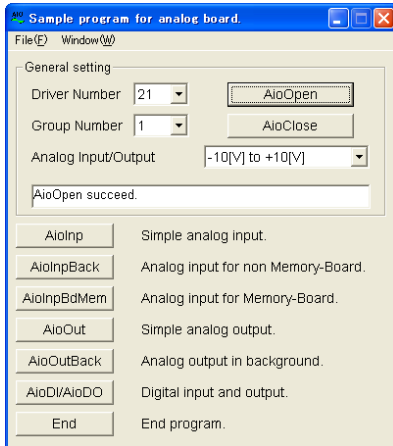 AIO Sample program for analog board.
File(F) Window(W)
General setting
Driver Number 21 AioOpen
Group Number 1 AioClose
Analog Input/Output -10[V] to +10[V]
AioOpen succeed.
AioInp Simple analog input.
AioInpBack Analog input for non Memory-Board.
AioInpBdMem Analog input for Memory-Board.
AioOut Simple analog output.
AioOutBack Analog output in background.
AioDI/AioDO Digital input and output.
End End program.